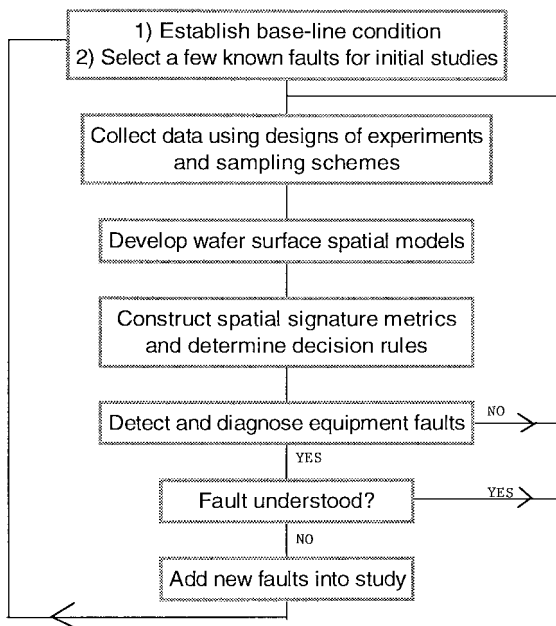 1) Establish base-line condition
2) Select a few known faults for initial studies
Collect data using designs of experiments
and sampling schemes
Develop wafer surface spatial models
Construct spatial signature metrics
and determine decision rules
Detect and diagnose equipment faults
NO
YES
Fault understood?
YES
NO
Add new faults into study